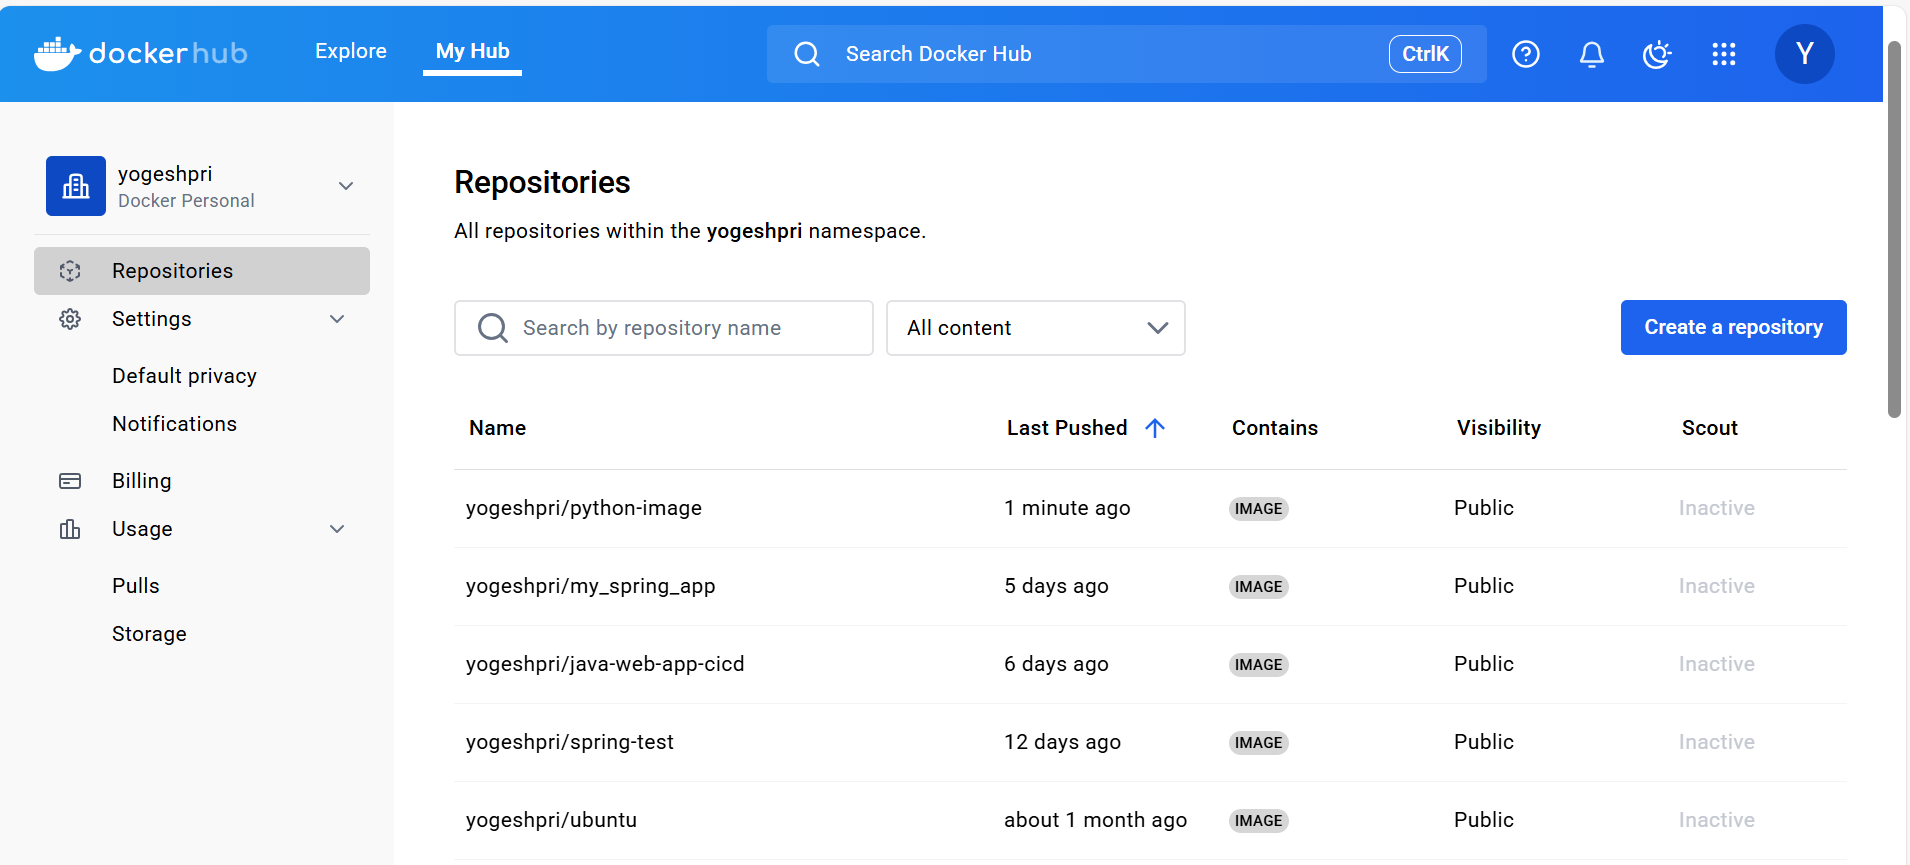 dockerhub
Explore
My Hub
Search Docker Hub
CtrlK
Y
yogeshpri
Docker Personal
Repositories
Settings
Default privacy
Notifications
Billing
Usage
Pulls
Storage
Repositories
All repositories within the yogeshpri namespace.
Search by repository name
All content
Create a repository
Name Last Pushed Contains Visibility Scout
yogeshpri/python-image 1 minute ago IMAGE Public Inactive
yogeshpri/my_spring_app 5 days ago IMAGE Public Inactive
yogeshpri/java-web-app-cicd 6 days ago IMAGE Public Inactive
yogeshpri/spring-test 12 days ago IMAGE Public Inactive
yogeshpri/ubuntu about 1 month ago IMAGE Public Inactive